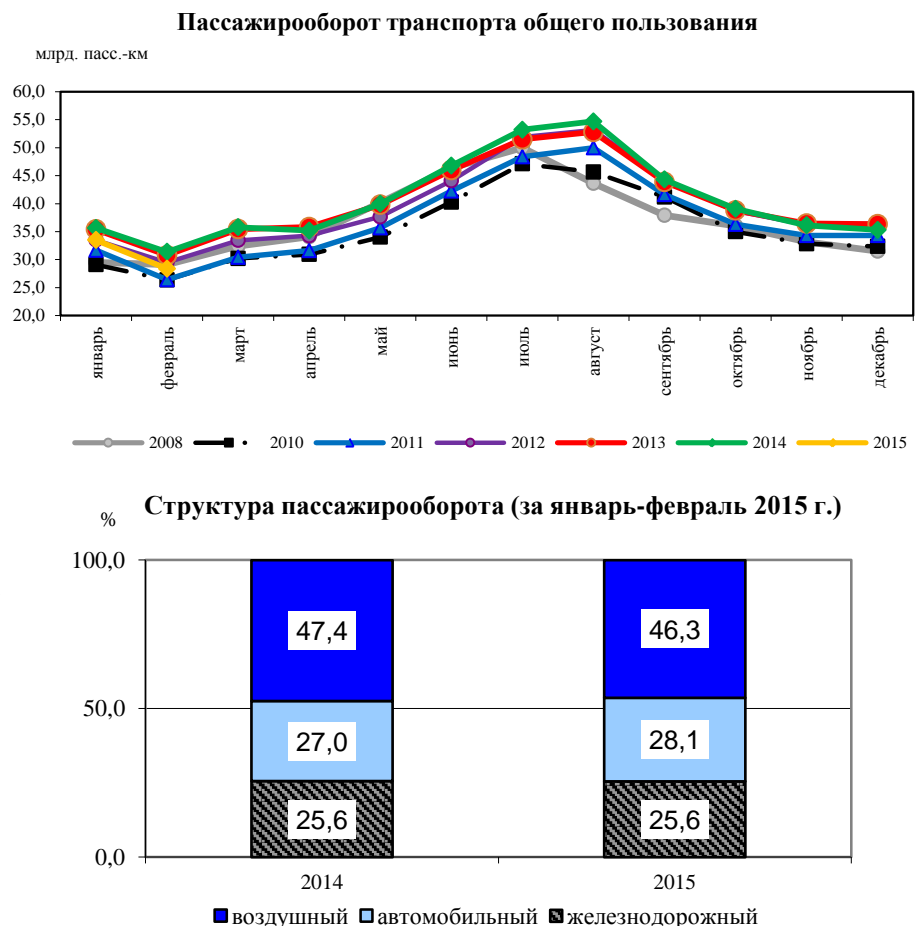 Пассажирооборот транспорта общего пользования
млрд. пасс.-км
60,0
55,0
50,0
45,0
40,0
35,0
30,0
25,0
20,0
январь
февраль
март
апрель
май
июнь
июль
август
сентябрь
октябрь
ноябрь
декабрь
2008 2010 2011 2012 2013 2014 2015
Структура пассажирооборота (за январь-февраль 2015 г.)
%
100,0
50,0
0,0
47,4
27,0
25,6
46,3
28,1
25,6
2014 2015
воздушный автомобильный железнодорожный